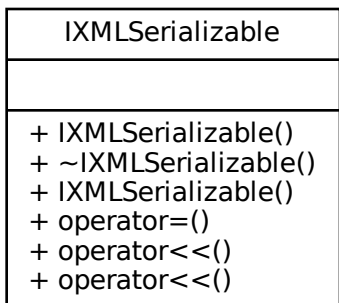 IXMLSerializable
+ IXMLSerializable()
+ ~IXMLSerializable()
+ IXMLSerializable()
+ operator=()
+ operator<<()
+ operator<<()